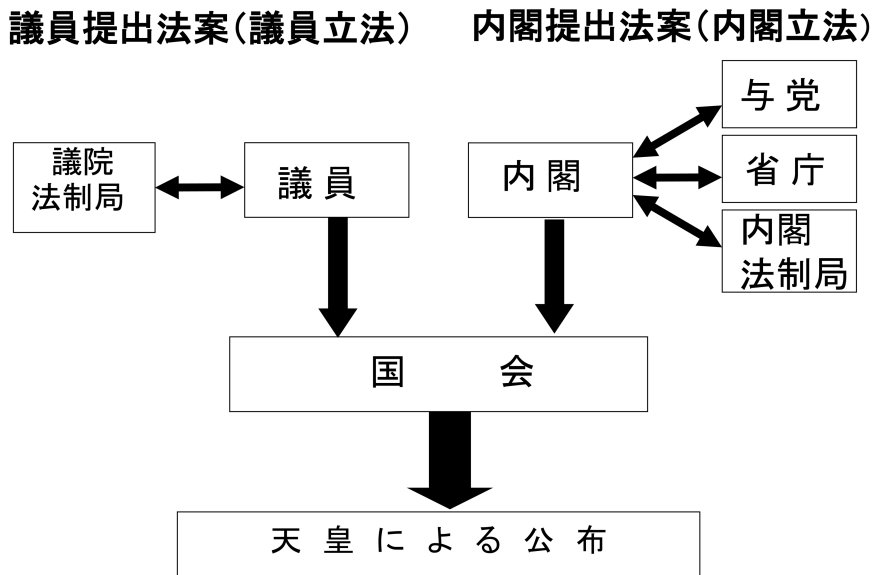 議員提出法案（議員立法）
内閣提出法案（内閣立法）
与党
省庁
内閣
法制局
議院
法制局
議員
内閣
国会
天皇による公布